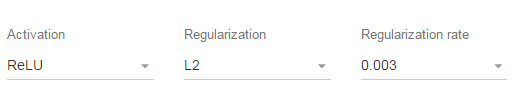 Activation Regularization Regularization rate
ReLU L2 0.003